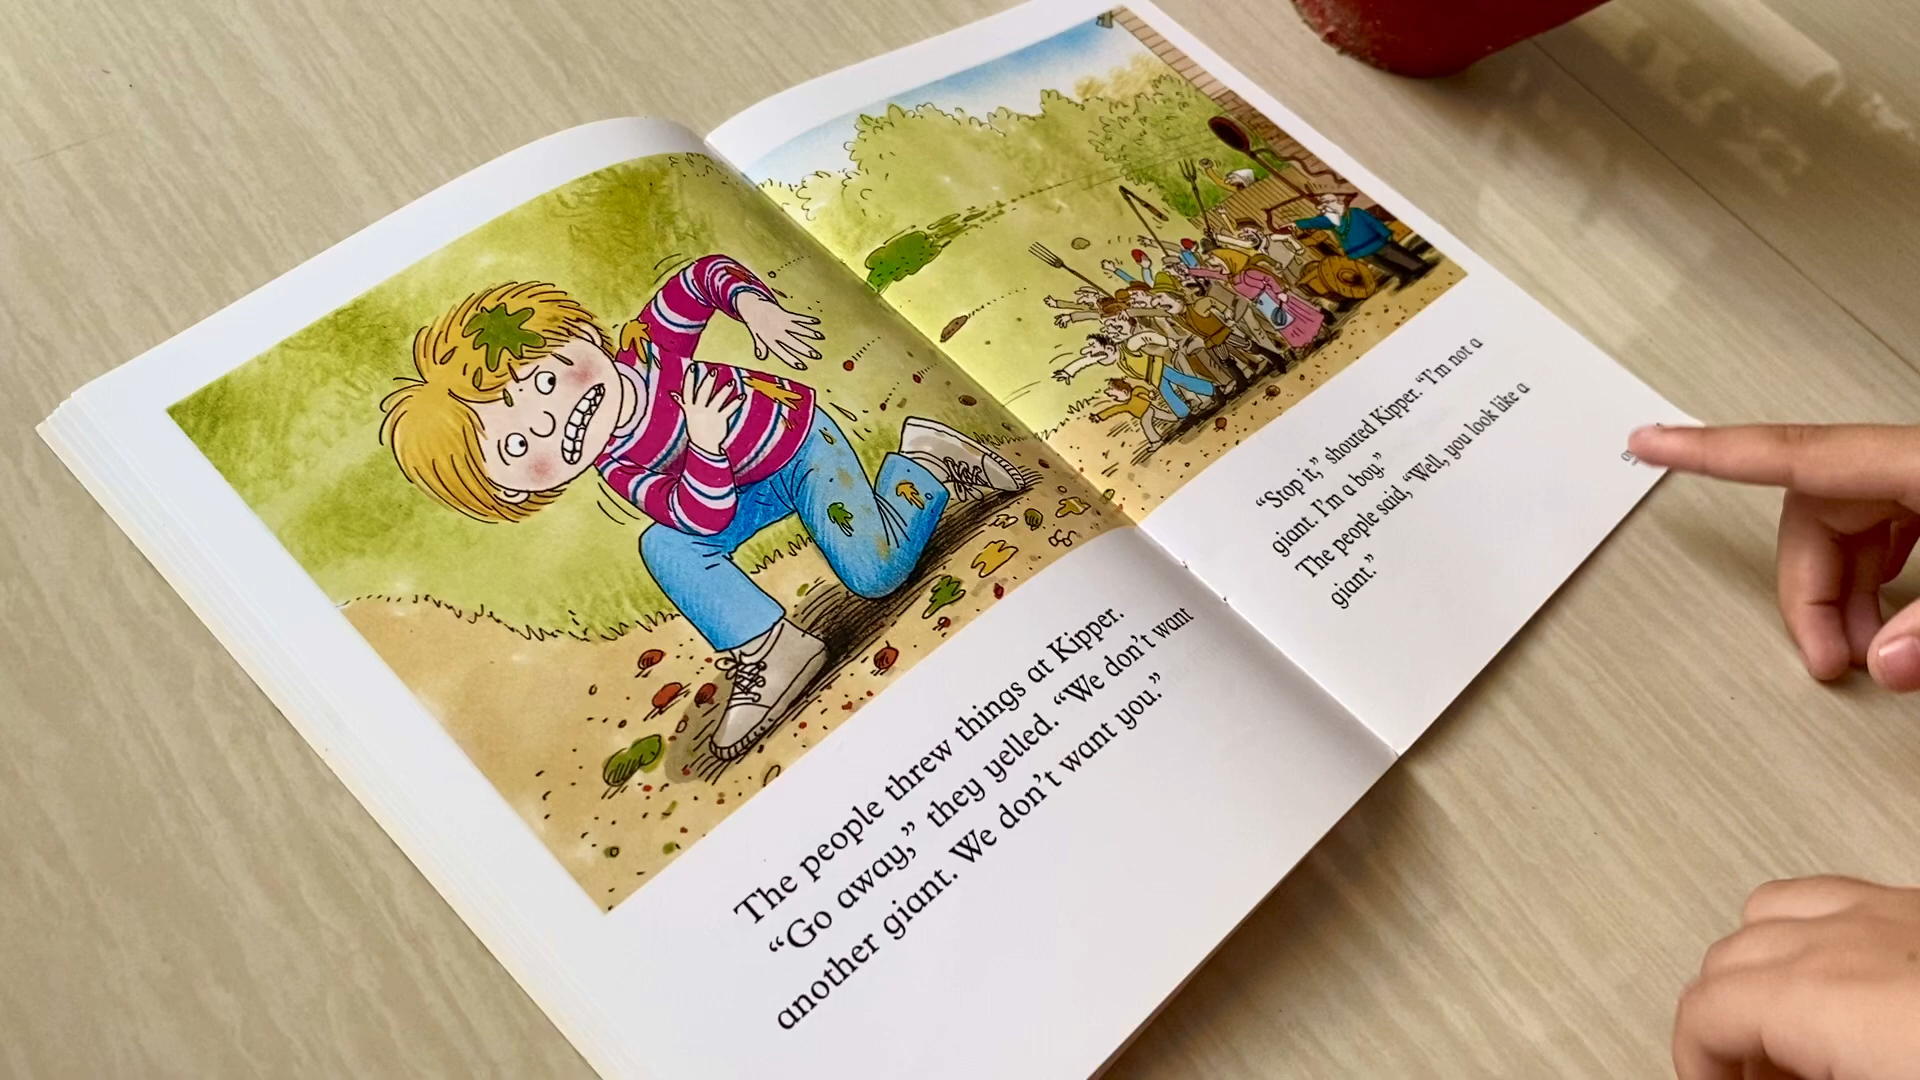 The people threw things at Kipper.
“Go away,” they yelled. “We don’t want
another giant. We don’t want you.”
“Stop it,” shouted Kipper. “I’m not a
giant. I’m a boy.”
The people said, “Well, you look like a
giant.”